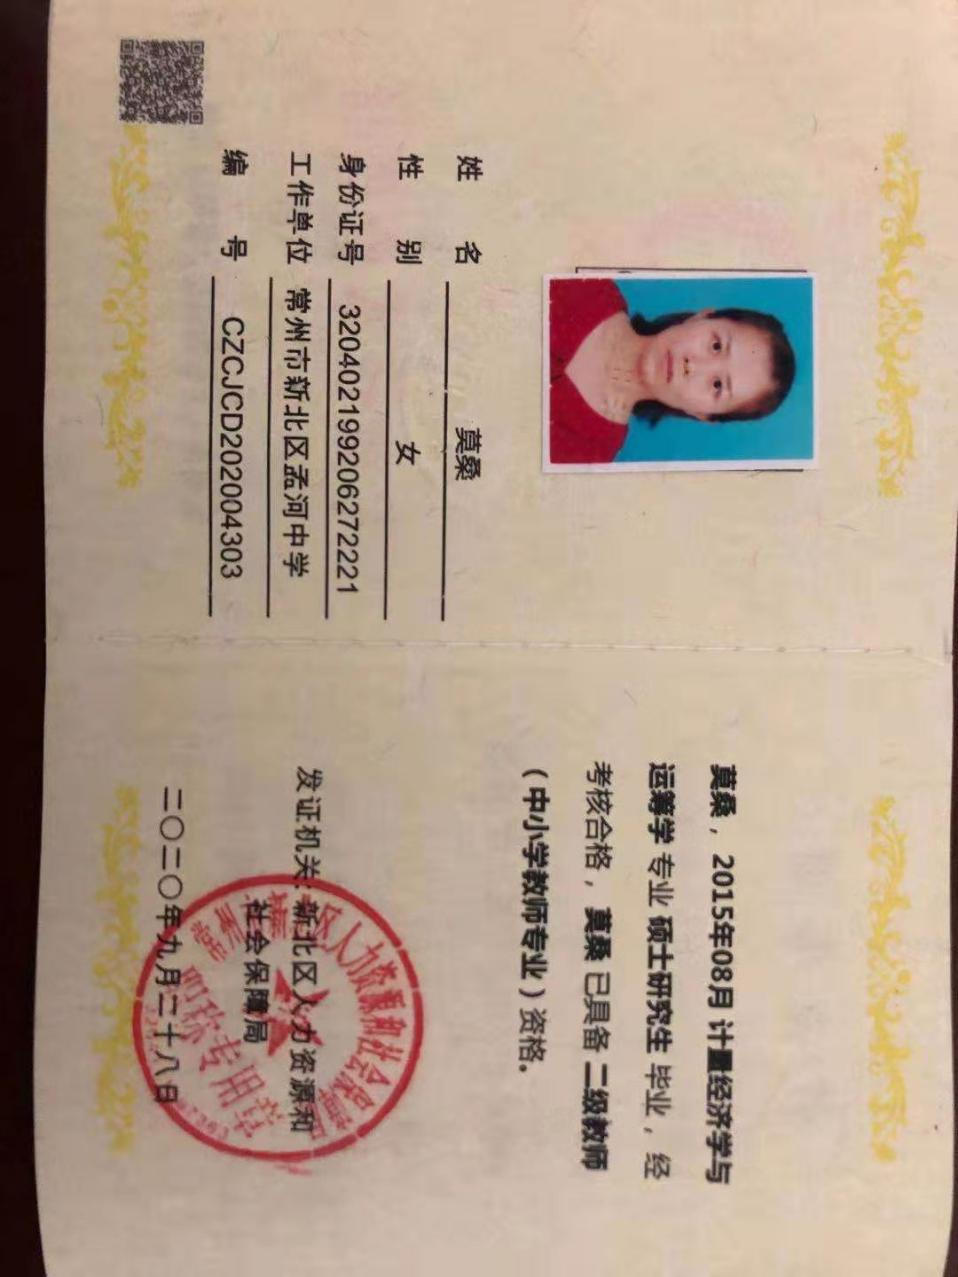 姓 名 莫桑
性 别 女
身份证号 320402199206272221
工作单位 常州市新北区孟河中学
编 号 CZCJCD202004303
莫桑，2015年08月 计量经济学与
运筹学 专业 硕士研究生 毕业，经
考核合格，莫桑 已具备 二级教师
（中小学教师专业）资格。
发证机关：新北区人力资源和
社会保障局
二〇二〇年九月二十八日
职称专用章